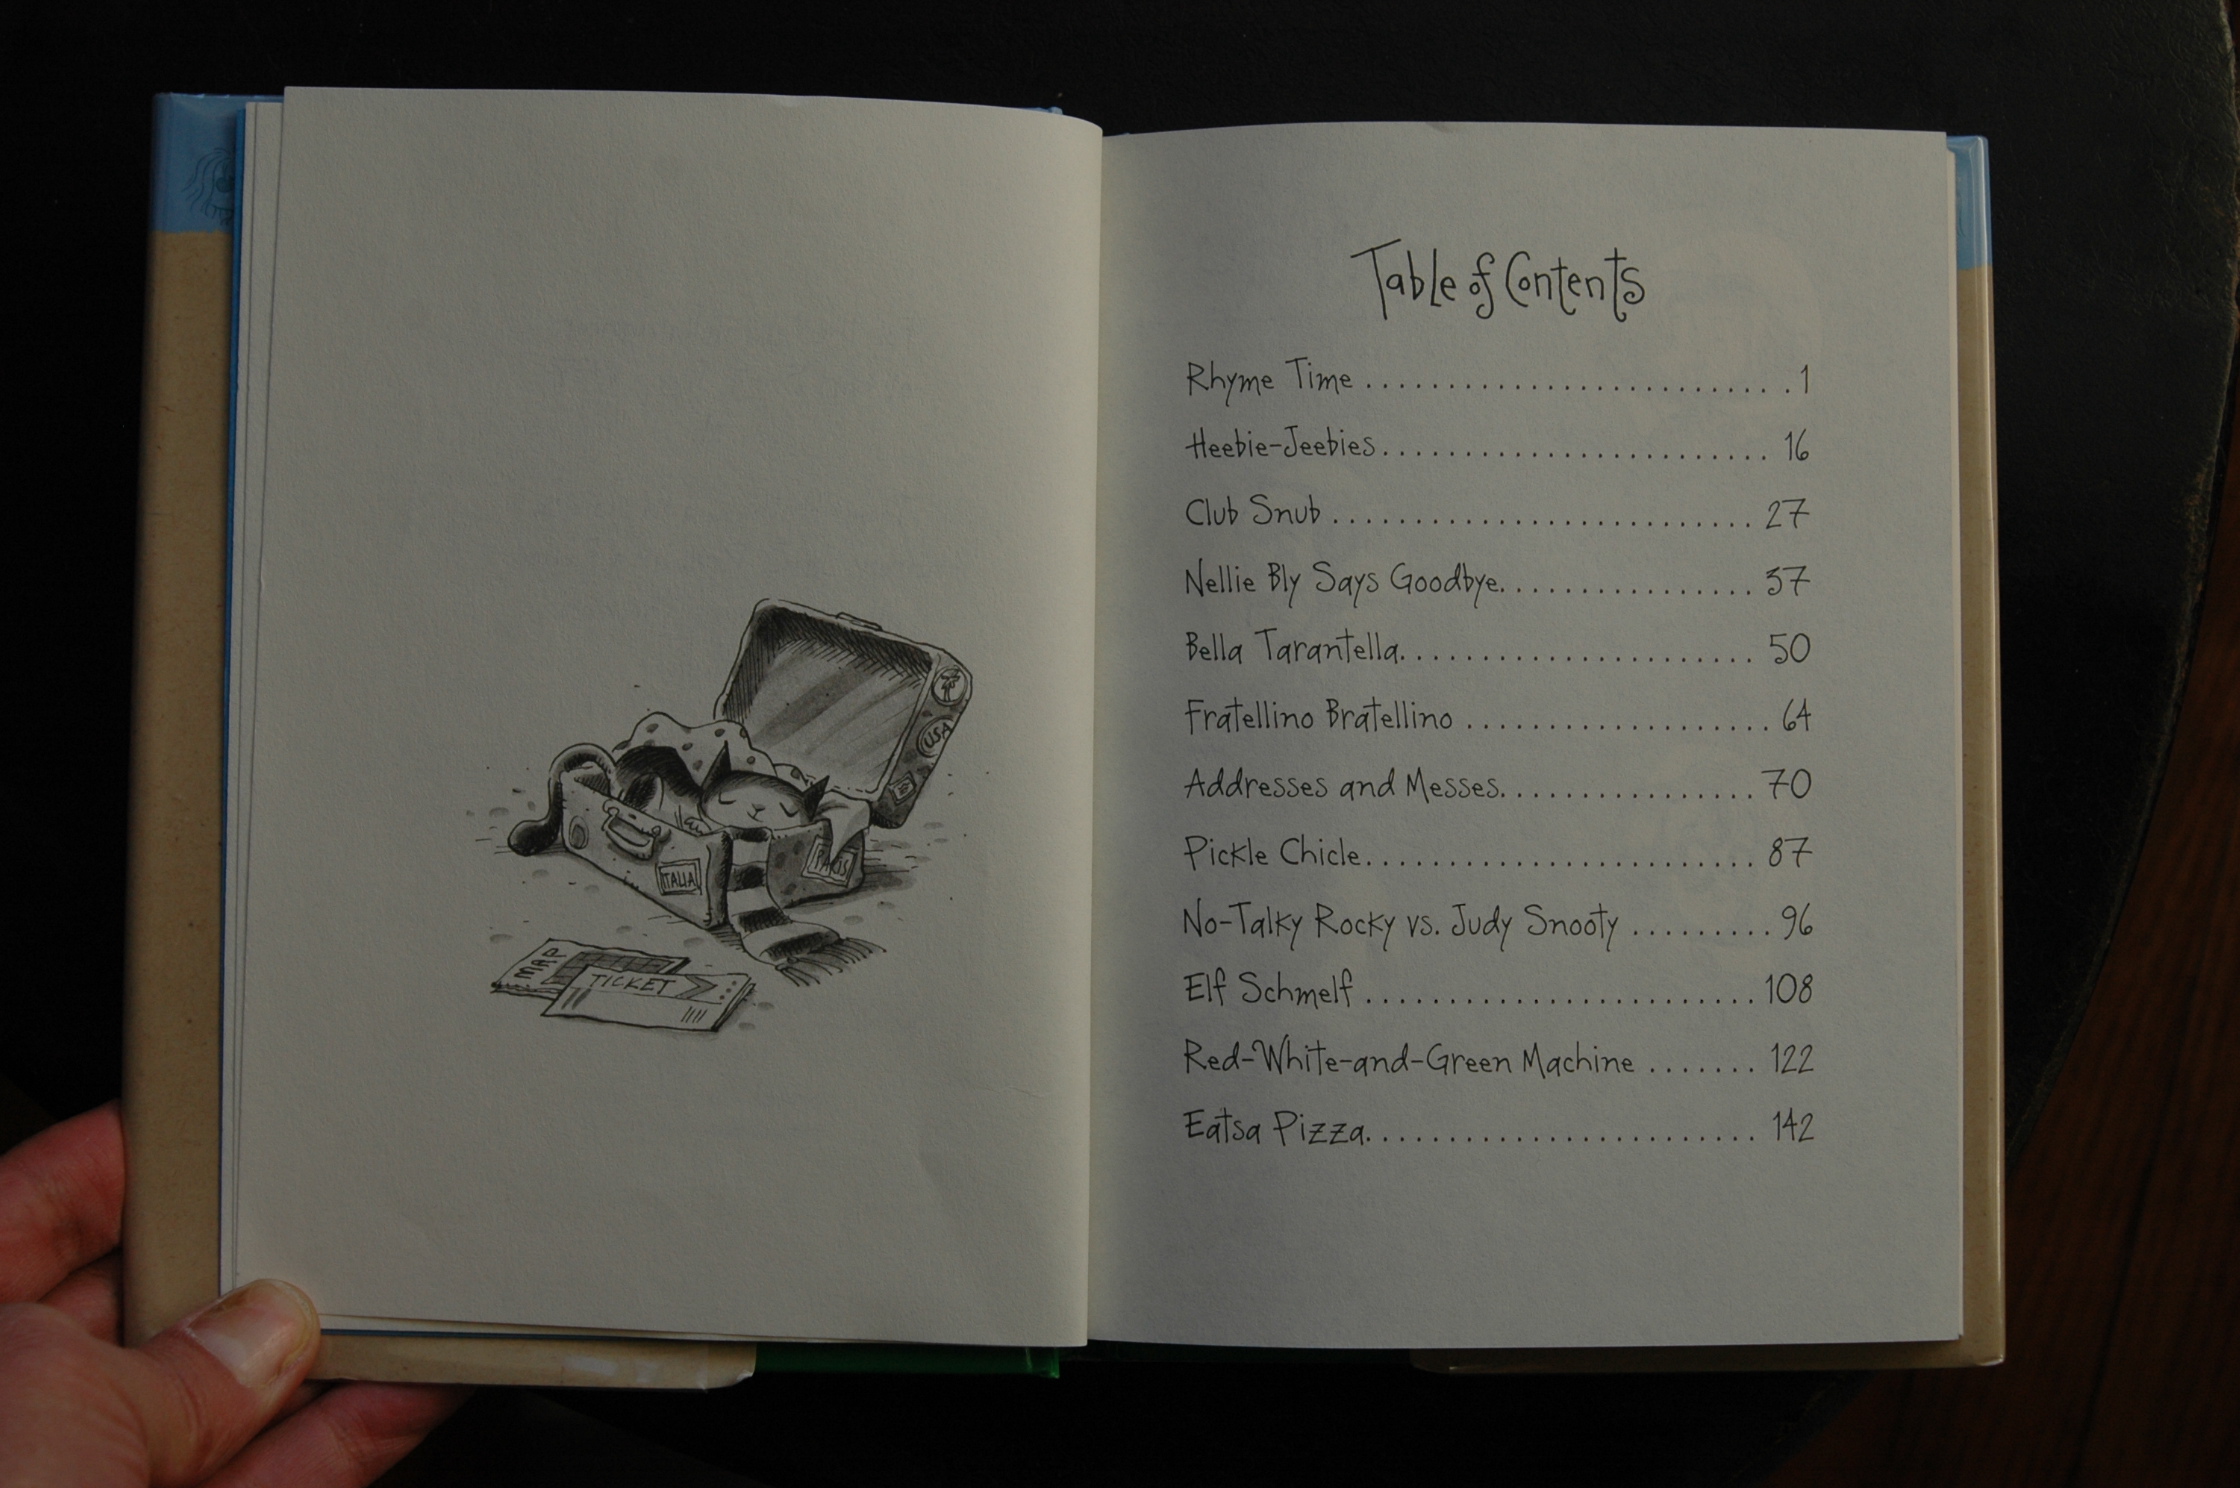 USA
ITALIA
PARIS
MAP
TICKET
Table of Contents
Rhyme Time ........................... 1
Heebie-Jeebies........................ 16
Club Snub .......................... 27
Nellie Bly Says Goodbye................ 37
Bella Tarantella...................... 50
Fratellino Bratellino ................... 64
Addresses and Messes................ 70
Pickle Chicle........................ 87
No-Talky Rocky vs. Judy Snooty ......... 96
Elf Schmelf ........................ 108
Red-White-and-Green Machine ....... 122
Eatsa Pizza........................ 142